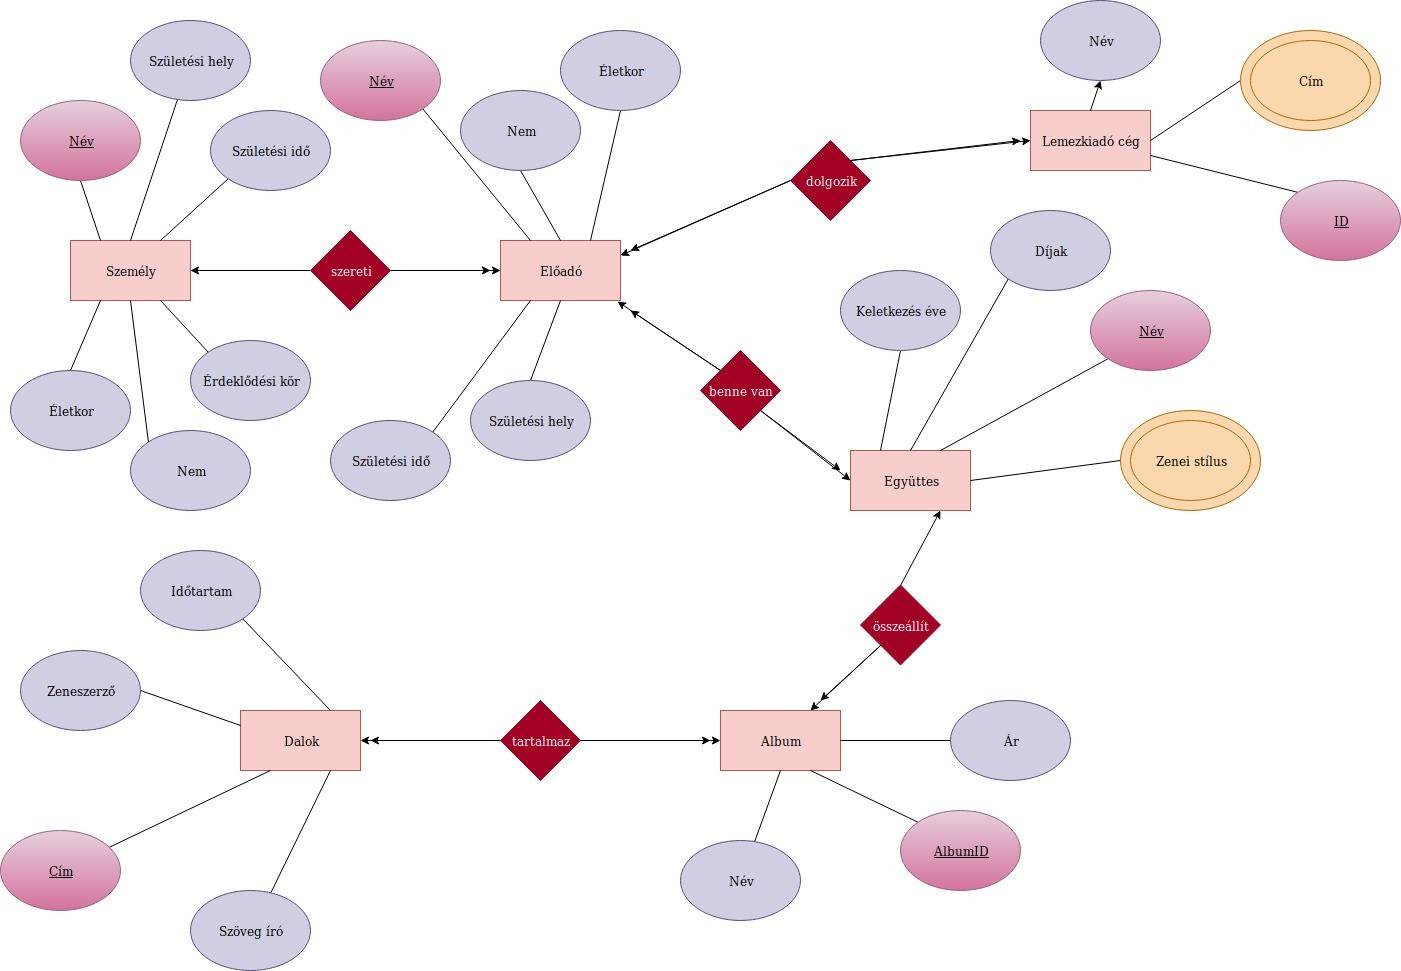 Név
Születési hely
Születési idő
Név
Nem
Életkor
Név
Cím
ID
Lemezkiadó cég
dolgozik
Személy
szereti
Előadó
Díjak
Keletkezés éve
Név
Zenei stílus
Együttes
benne van
Életkor
Nem
Érdeklődési kör
Születési idő
Születési hely
összeállít
Időtartam
Zeneszerző
Dalok
tartalmaz
Album
Ár
AlbumID
Név
Cím
Szöveg író